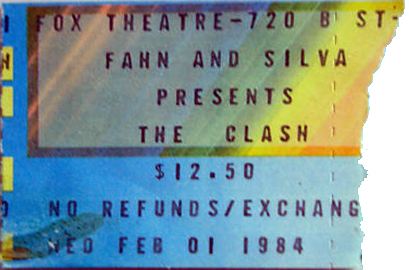 FOX THEATRE-720 B ST-
FAHN AND SILVA
PRESENTS
THE CLASH
$12.50
NO REFUNDS/EXCHANG
WED FEB 01 1984